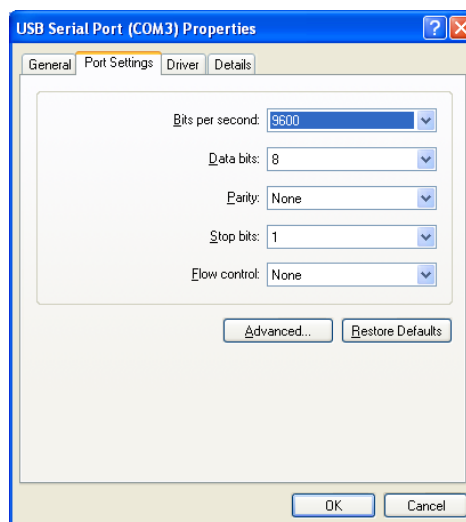 USB Serial Port (COM3) Properties
General Port Settings Driver Details
Bits per second: 9600
Data bits: 8
Parity: None
Stop bits: 1
Flow control: None
Advanced... Restore Defaults
OK Cancel